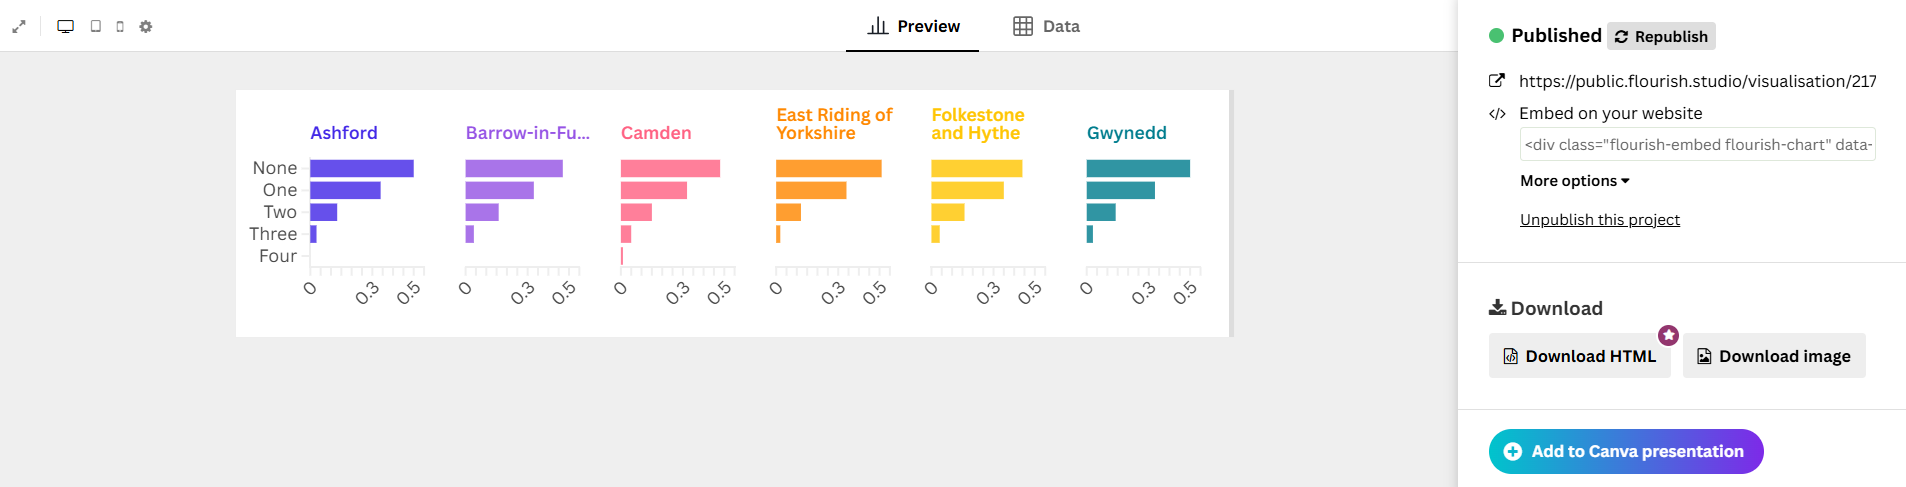 Preview
Data
Ashford
Barrow-in-Fu...
Camden
East Riding of
Yorkshire
Folkestone
and Hythe
Gwynedd
None
One
Two
Three
Four
0 0.3 0.5 0 0.3 0.5 0 0.3 0.5 0 0.3 0.5 0 0.3 0.5 0 0.3 0.5
Published Republish
https://public.flourish.studio/visualisation/217
</> Embed on your website
<div class="flourish-embed flourish-chart" data-
More options
Unpublish this project
Download
Download HTML
Download image
Add to Canva presentation